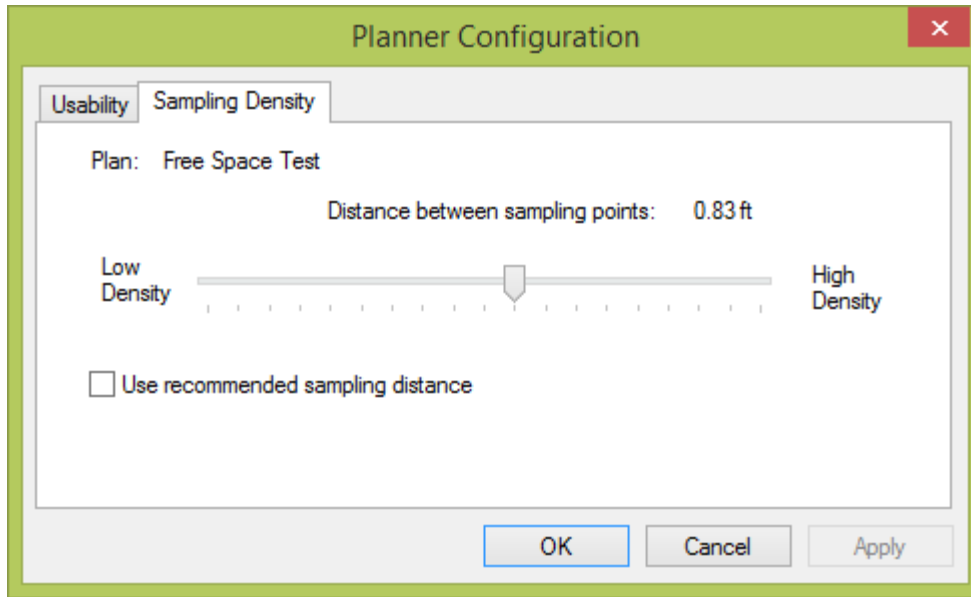 Planner Configuration
Usability
Sampling Density
Plan: Free Space Test
Distance between sampling points: 0.83 ft
Low
Density
High
Density
Use recommended sampling distance
OK
Cancel
Apply